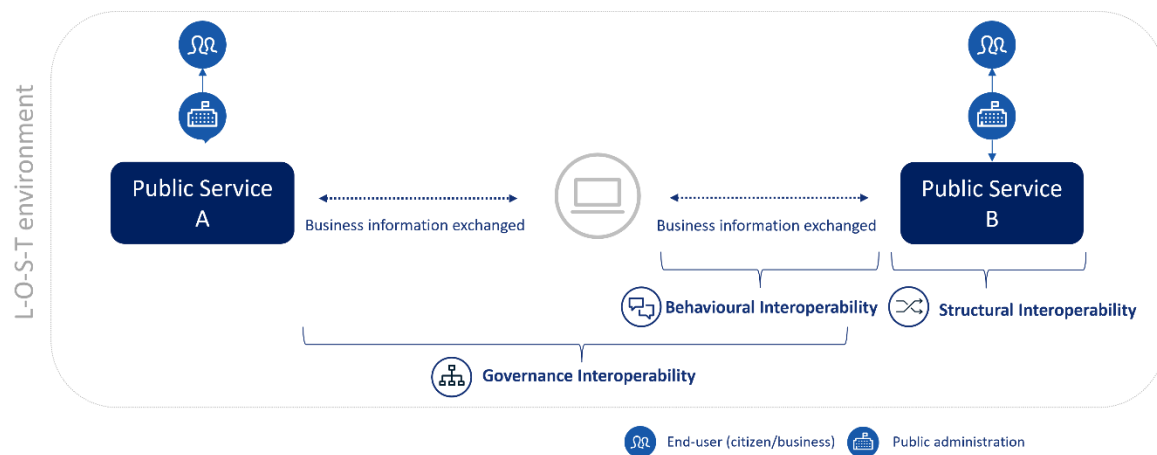 L-O-S-T environment
Public Service
A
Public Service
B
Business information exchanged
Business information exchanged
Behavioural Interoperability
Structural Interoperability
Governance Interoperability
End-user (citizen/business)
Public administration